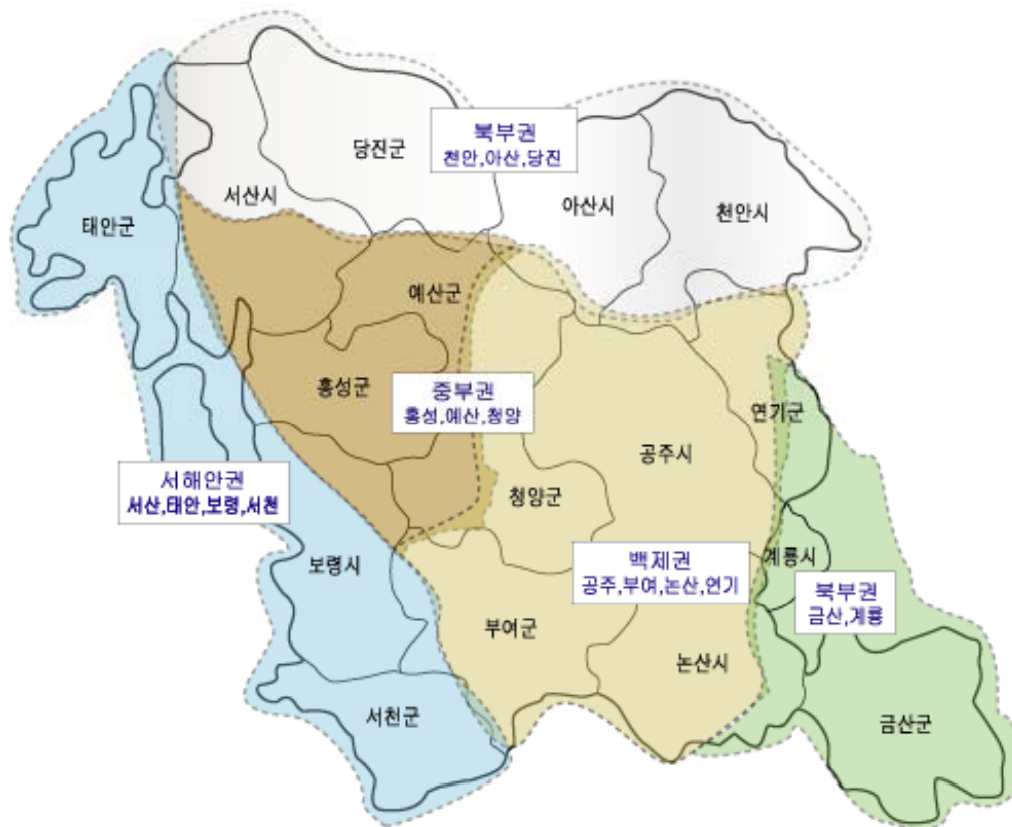 북부권
천안,아산,당진
당진군
서산시
아산시
천안시
태안군
예산군
홍성군
중부권
홍성,예산,청양
연기군
공주시
서해안권
서산,태안,보령,서천
청양군
보령시
백제권
공주,부여,논산,연기
계룡시
북부권
금산,계룡
부여군
논산시
서천군
금산군